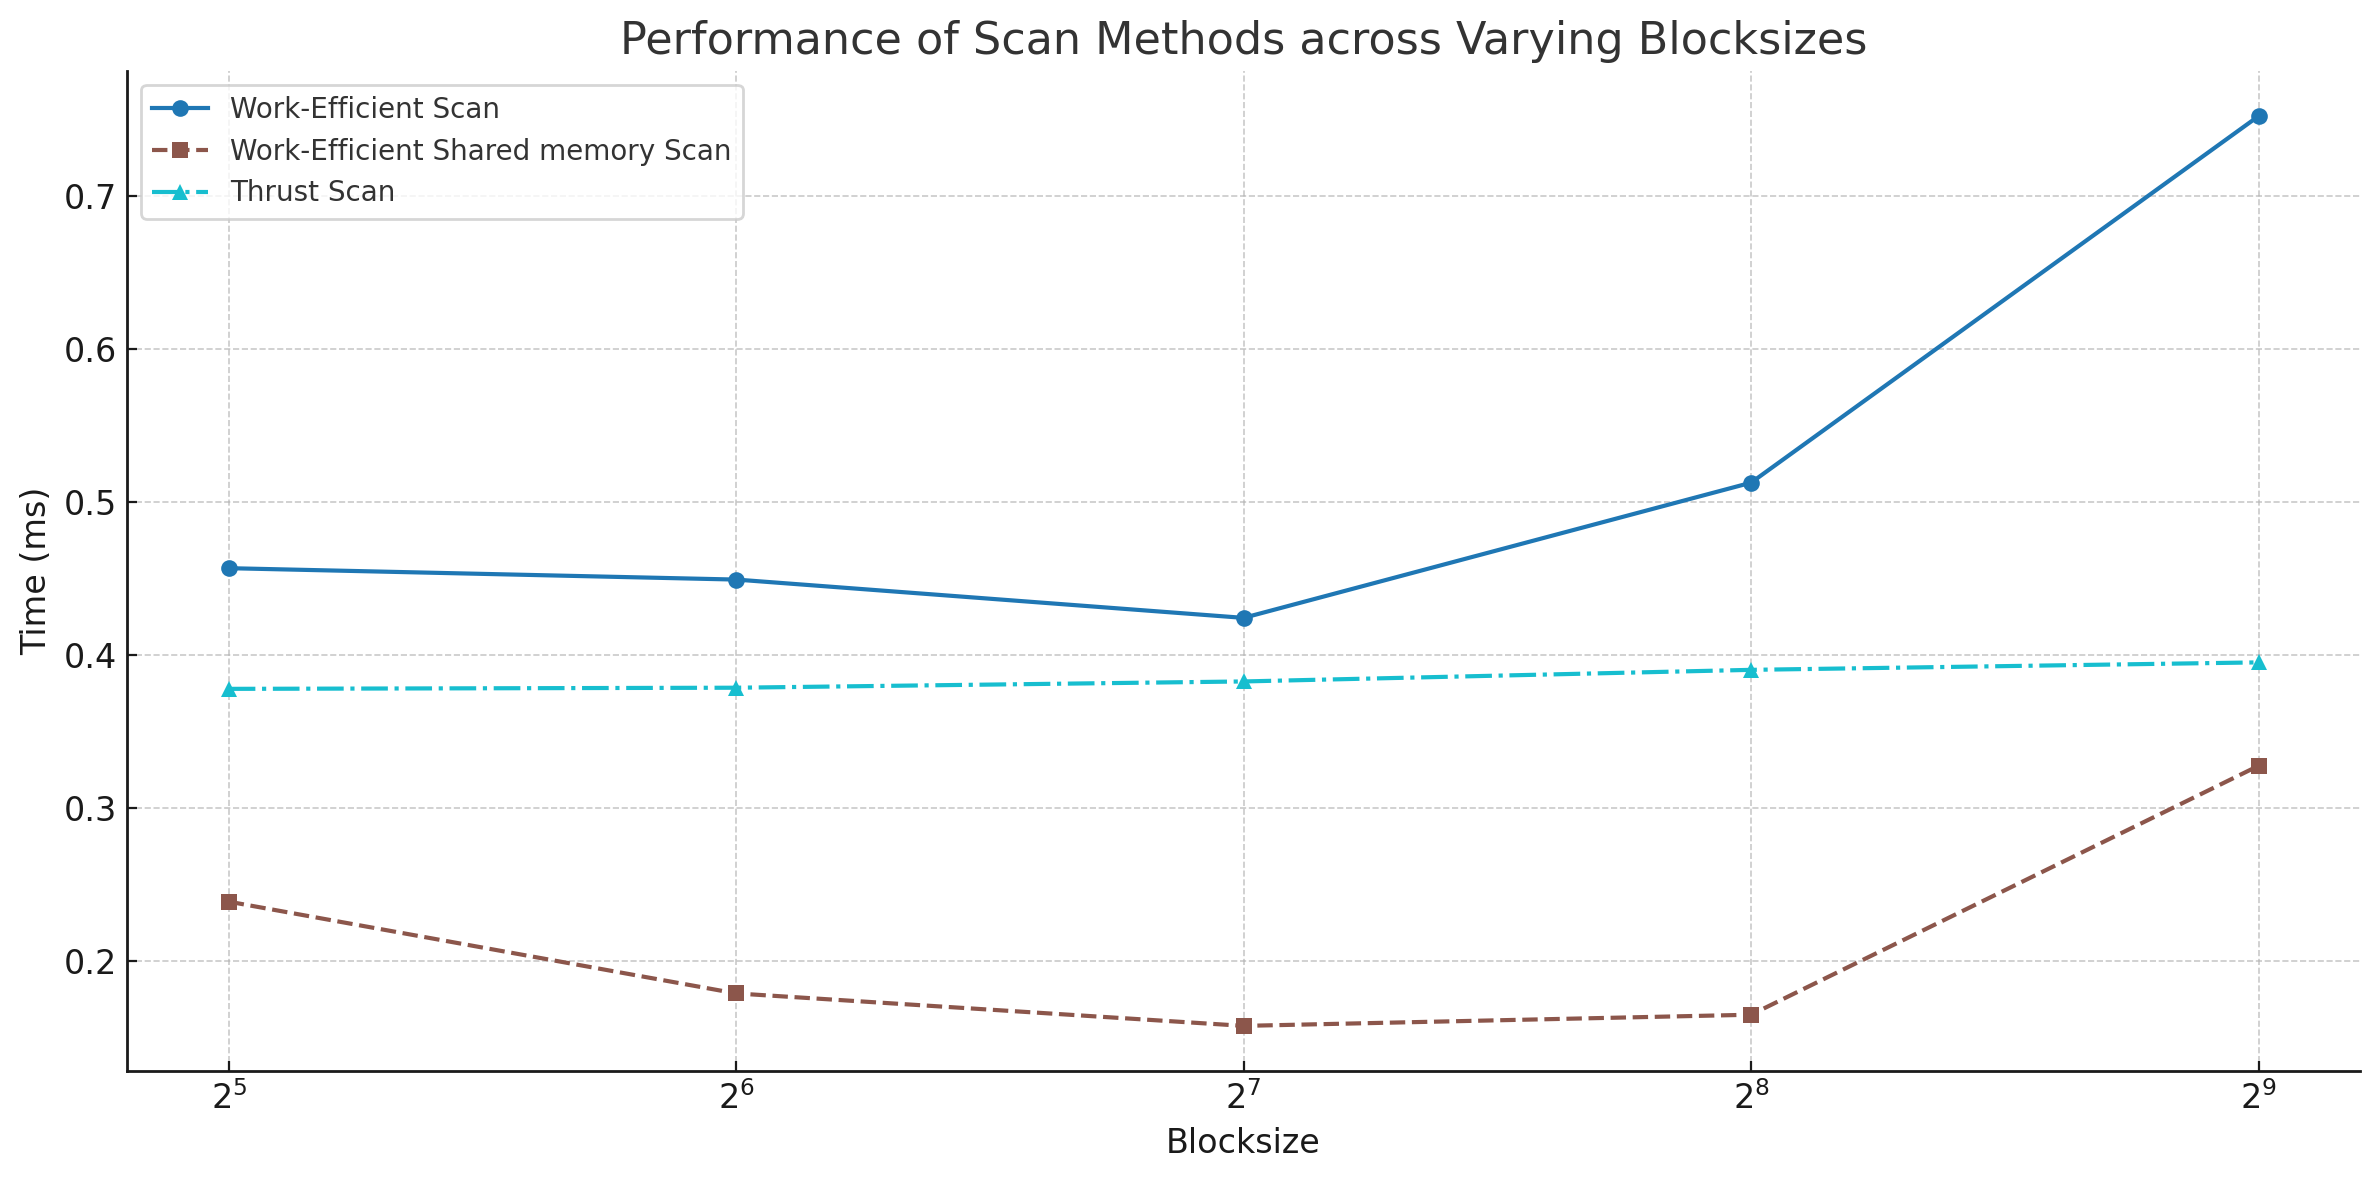 Performance of Scan Methods across Varying Blocksizes
Work-Efficient Scan
Work-Efficient Shared memory Scan
Thrust Scan
Time (ms)
0.7
0.6
0.5
0.4
0.3
0.2
2⁵ 2⁶ 2⁷ 2⁸ 2⁹
Blocksize